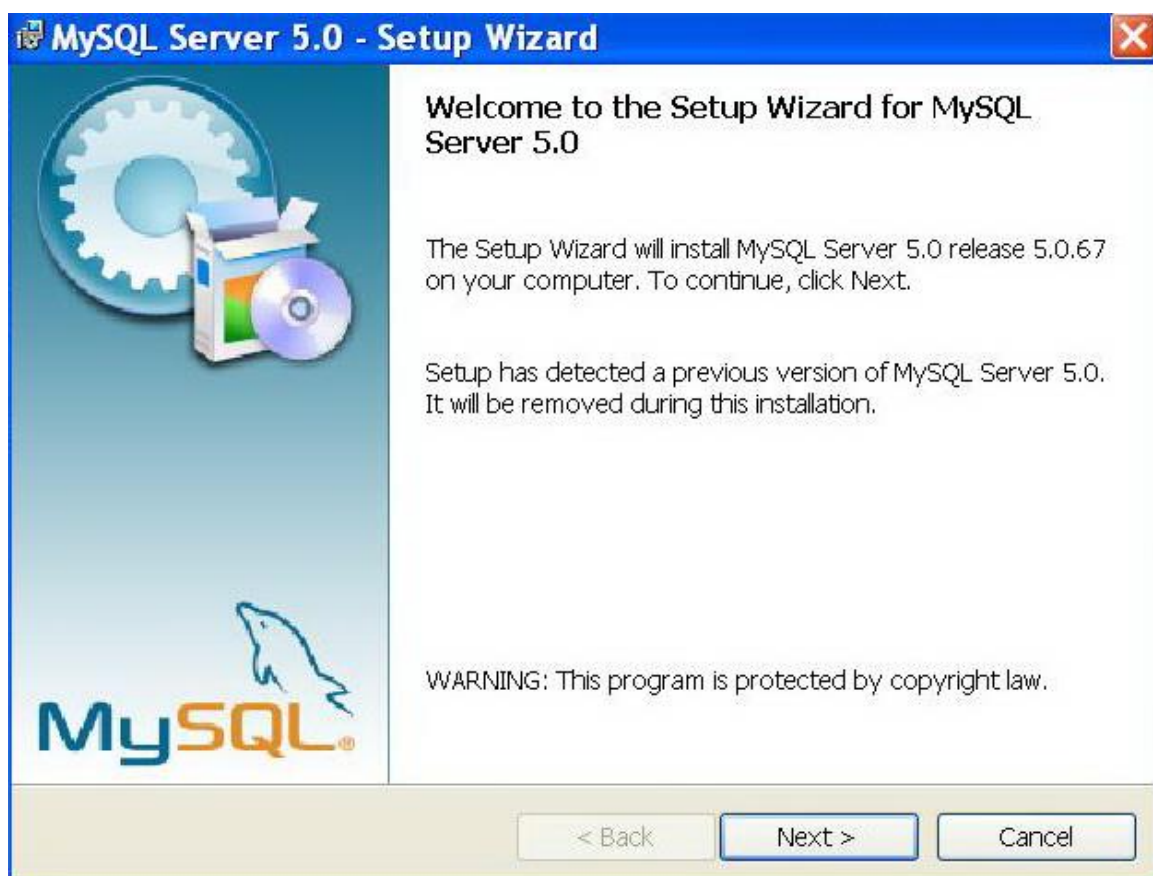 MySQL Server 5.0 - Setup Wizard
Welcome to the Setup Wizard for MySQL
Server 5.0
The Setup Wizard will install MySQL Server 5.0 release 5.0.67
on your computer. To continue, click Next.
Setup has detected a previous version of MySQL Server 5.0.
It will be removed during this installation.
WARNING: This program is protected by copyright law.
MySQL®
< Back Next > Cancel